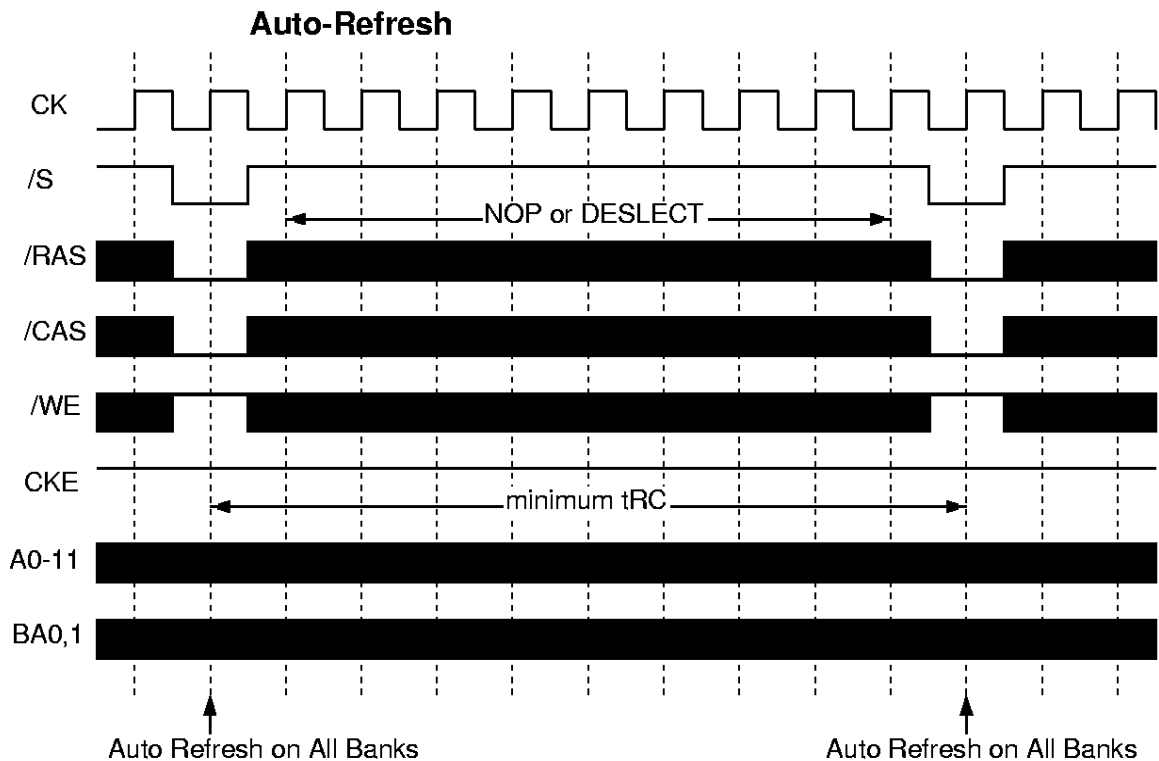 Auto-Refresh
CK
/S
NOP or DESLECT
/RAS
/CAS
/WE
CKE
minimum tRC
A0-11
BA0,1
Auto Refresh on All Banks
Auto Refresh on All Banks